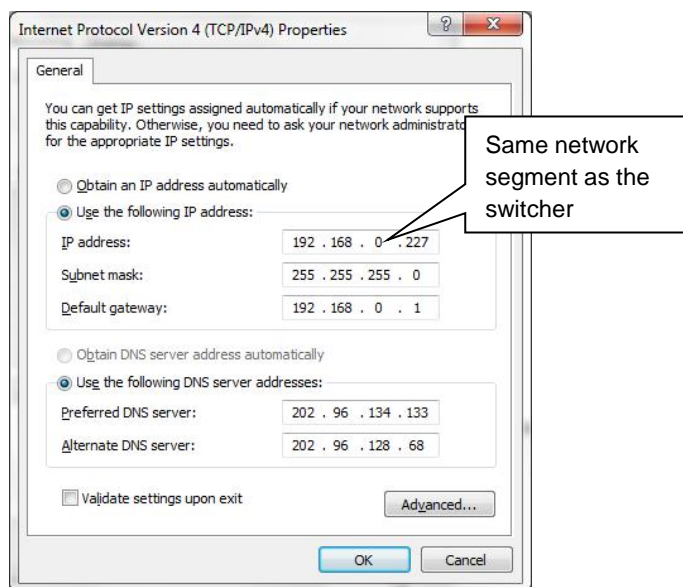 Internet Protocol Version 4 (TCP/IPv4) Properties
General
You can get IP settings assigned automatically if your network supports
this capability. Otherwise, you need to ask your network administrato
for the appropriate IP settings.
Obtain an IP address automatically
Use the following IP address:
IP address: 192 . 168 . 0 . 227
Subnet mask: 255 . 255 . 255 . 0
Default gateway: 192 . 168 . 0 . 1
Obtain DNS server address automatically
Use the following DNS server addresses:
Preferred DNS server: 202 . 96 . 134 . 133
Alternate DNS server: 202 . 96 . 128 . 68
Validate settings upon exit
Advanced...
OK Cancel
Same network
segment as the
switcher